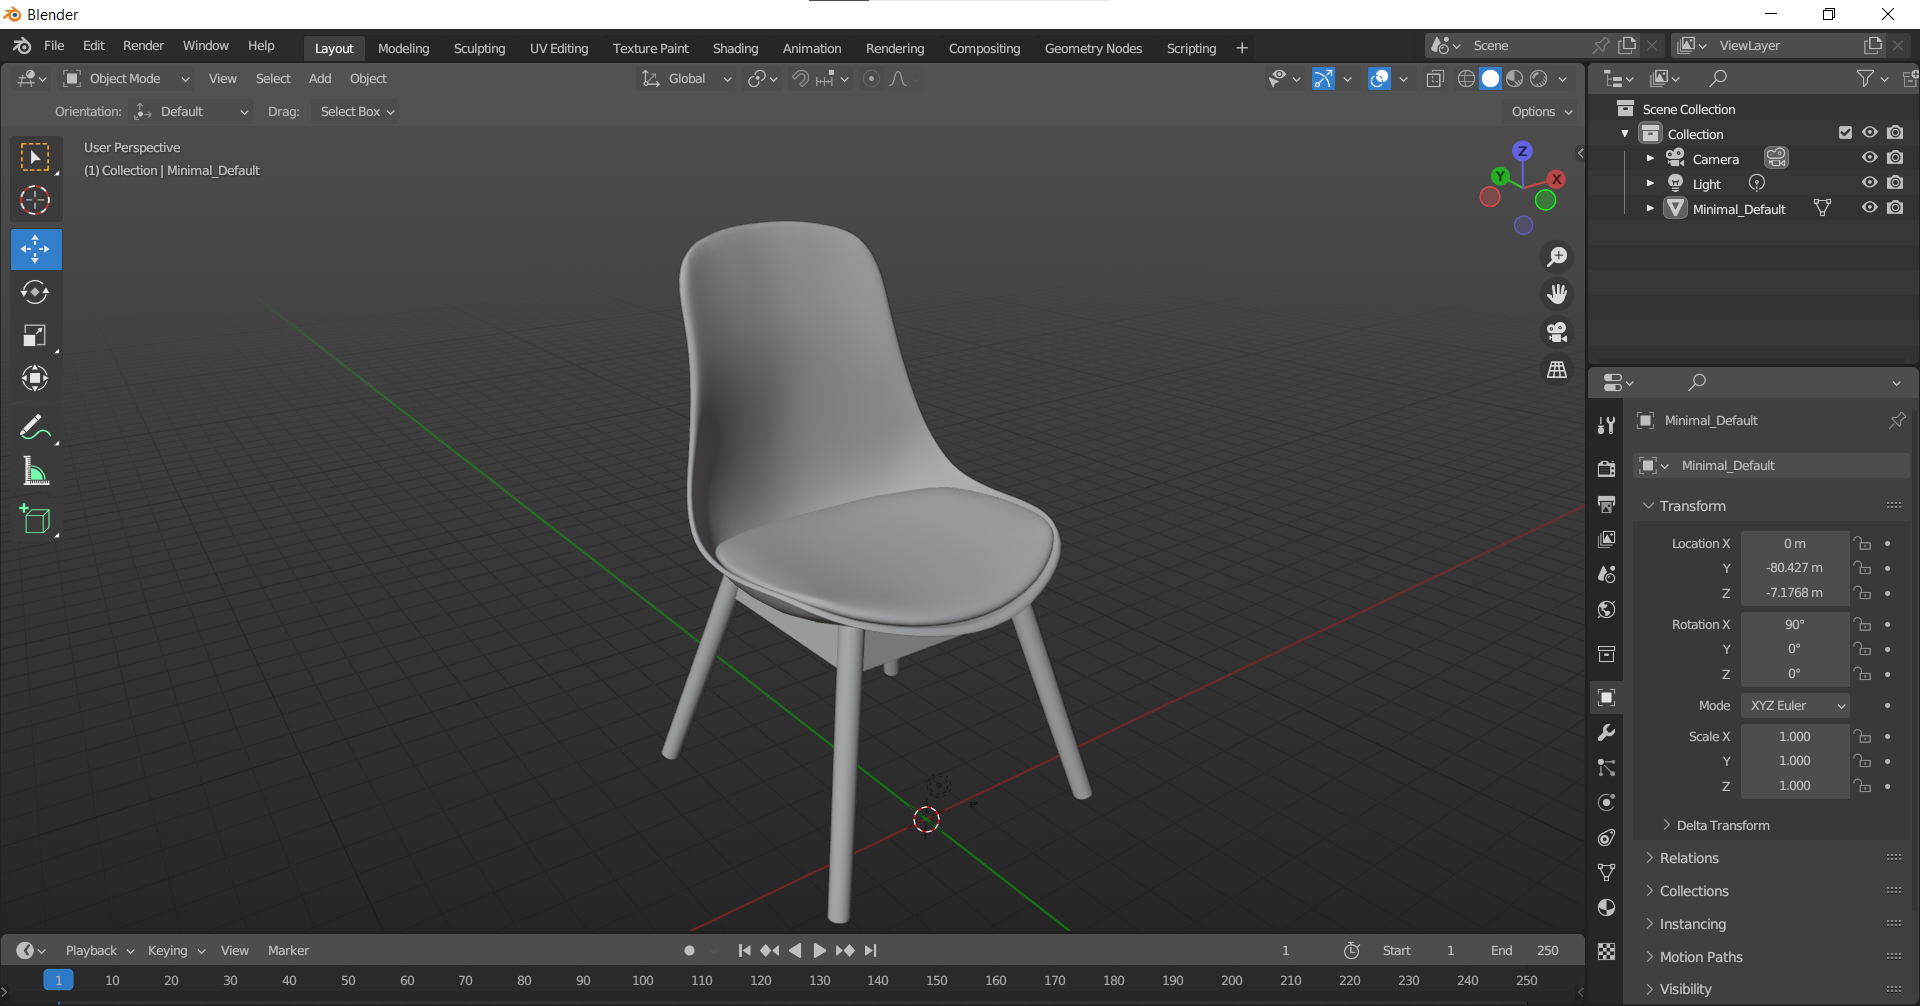 Blender
File Edit Render Window Help Layout Modeling Sculpting UV Editing Texture Paint Shading Animation Rendering Compositing Geometry Nodes Scripting + Scene ViewLayer
Object Mode View Select Add Object Global
Orientation: Default Drag: Select Box Options
User Perspective
(1) Collection | Minimal_Default
Z
Y
X
Scene Collection
Collection
Camera
Light
Minimal_Default
Minimal_Default
Minimal_Default
Transform
Location X 0 m
Y -80.427 m
Z -7.1768 m
Rotation X 90°
Y 0°
Z 0°
Mode XYZ Euler
Scale X 1.000
Y 1.000
Z 1.000
Delta Transform
Relations
Collections
Instancing
Motion Paths
Visibility
Playback Keying View Marker 1 Start 1 End 250
1 10 20 30 40 50 60 70 80 90 100 110 120 130 140 150 160 170 180 190 200 210 220 230 240 250